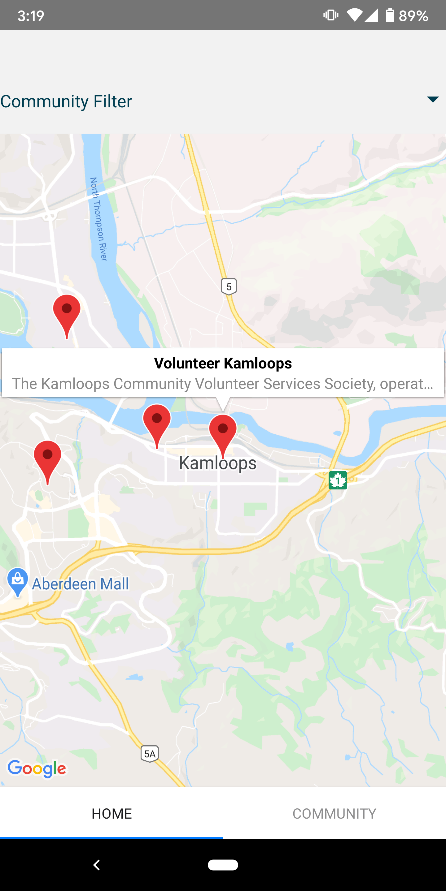 3:19
89%
Community Filter
North Thompson River
5
Volunteer Kamloops
The Kamloops Community Volunteer Services Society, operat...
Kamloops
1
Aberdeen Mall
5A
Google
HOME
COMMUNITY